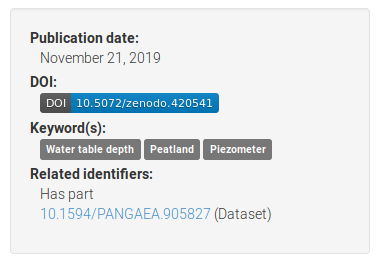 Publication date:
November 21, 2019
DOI:
DOI 10.5072/zenodo.420541
Keyword(s):
Water table depth Peatland Piezometer
Related identifiers:
Has part
10.1594/PANGAEA.905827 (Dataset)